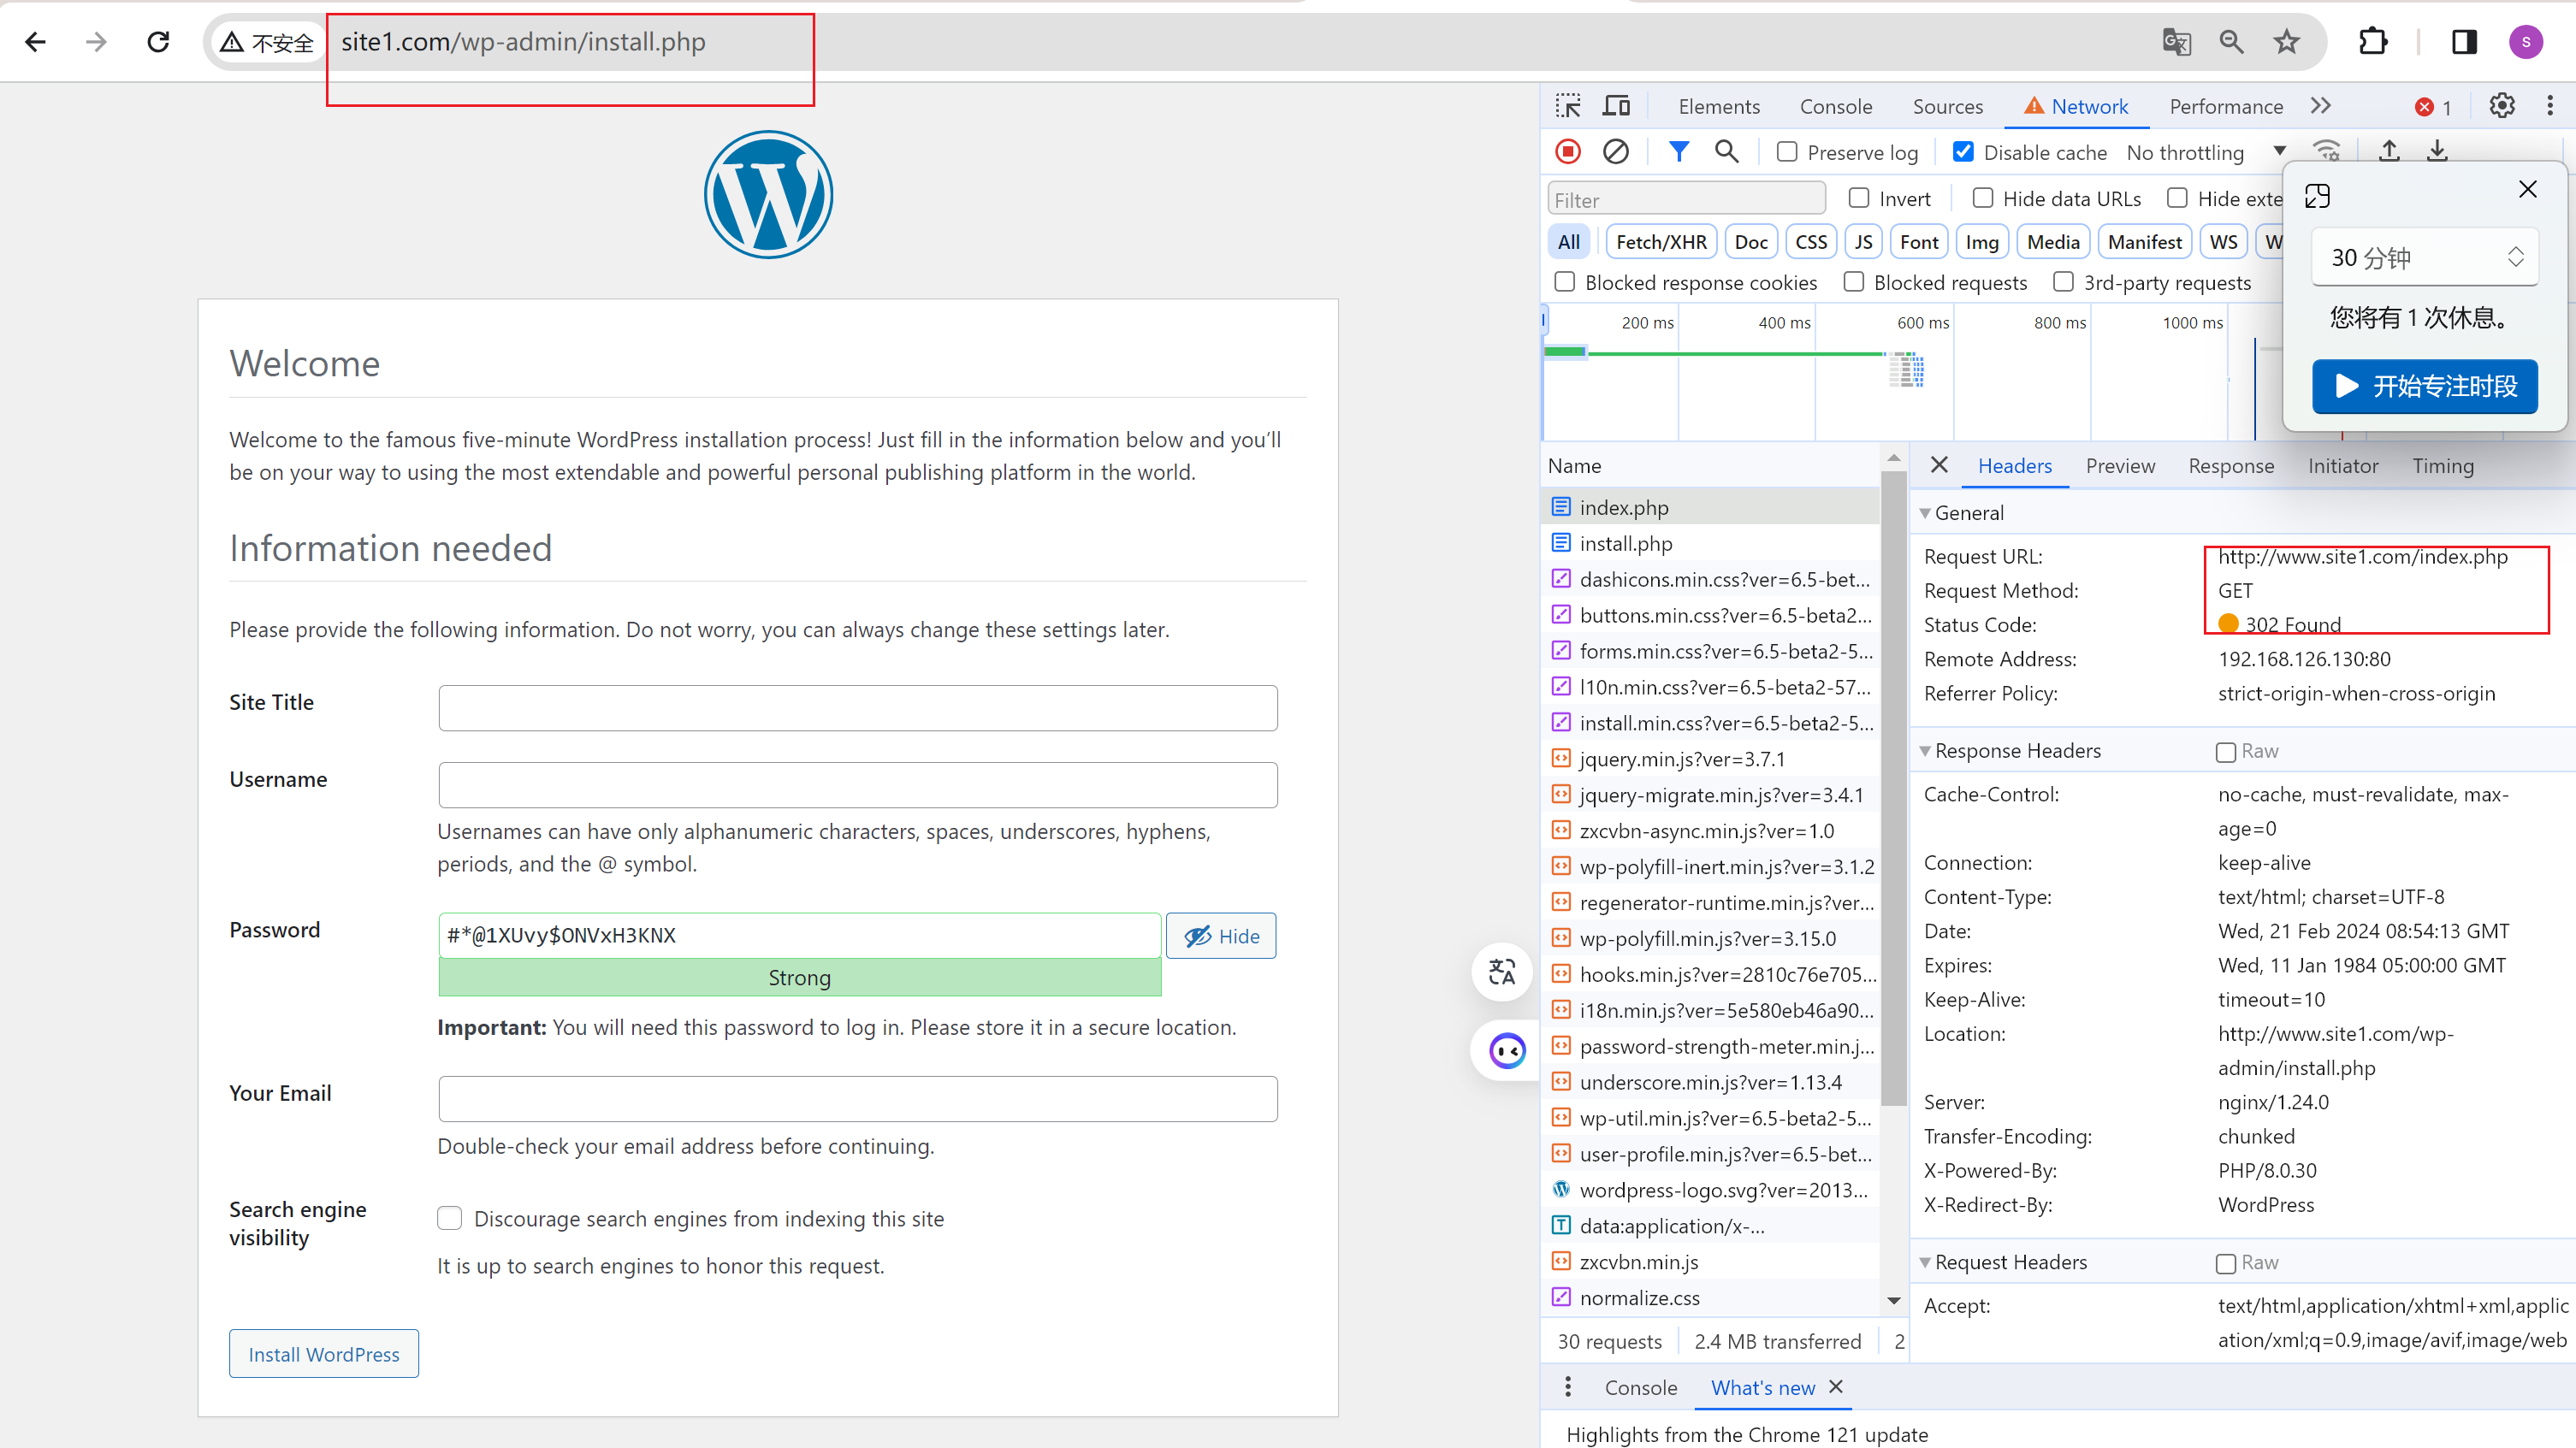 不安全
site1.com/wp-admin/install.php
S
Welcome
Welcome to the famous five-minute WordPress installation process! Just fill in the information below and you’ll
be on your way to using the most extendable and powerful personal publishing platform in the world.
Information needed
Please provide the following information. Do not worry, you can always change these settings later.
Site Title
Username
Usernames can have only alphanumeric characters, spaces, underscores, hyphens,
periods, and the @ symbol.
Password
#*@1XUvy$ONVxH3KNX
Hide
Strong
Important: You will need this password to log in. Please store it in a secure location.
Your Email
Double-check your email address before continuing.
Search engine
visibility
Discourage search engines from indexing this site
It is up to search engines to honor this request.
Install WordPress
Elements
Console
Sources
Network
Performance
1
Preserve log
Disable cache
No throttling
Filter
Invert
Hide data URLs
Hide exte
All
Fetch/XHR
Doc
CSS
JS
Font
Img
Media
Manifest
WS
W
Blocked response cookies
Blocked requests
3rd-party requests
200 ms
400 ms
600 ms
800 ms
1000 ms
30 分钟
您将有 1 次休息。
开始专注时段
Name
index.php
install.php
dashicons.min.css?ver=6.5-bet...
buttons.min.css?ver=6.5-beta2...
forms.min.css?ver=6.5-beta2-5...
l10n.min.css?ver=6.5-beta2-57...
install.min.css?ver=6.5-beta2-5...
jquery.min.js?ver=3.7.1
jquery-migrate.min.js?ver=3.4.1
zxcvbn-async.min.js?ver=1.0
wp-polyfill-inert.min.js?ver=3.1.2
regenerator-runtime.min.js?ver...
wp-polyfill.min.js?ver=3.15.0
hooks.min.js?ver=2810c76e705...
i18n.min.js?ver=5e580eb46a90...
password-strength-meter.min.j...
underscore.min.js?ver=1.13.4
wp-util.min.js?ver=6.5-beta2-5...
user-profile.min.js?ver=6.5-bet...
wordpress-logo.svg?ver=2013...
data:application/x-...
zxcvbn.min.js
normalize.css
30 requests
2.4 MB transferred
2
Headers
Preview
Response
Initiator
Timing
General
Request URL: http://www.site1.com/index.php
Request Method: GET
Status Code: 302 Found
Remote Address: 192.168.126.130:80
Referrer Policy: strict-origin-when-cross-origin
Response Headers
Raw
Cache-Control: no-cache, must-revalidate, max-
age=0
Connection: keep-alive
Content-Type: text/html; charset=UTF-8
Date: Wed, 21 Feb 2024 08:54:13 GMT
Expires: Wed, 11 Jan 1984 05:00:00 GMT
Keep-Alive: timeout=10
Location: http://www.site1.com/wp-
admin/install.php
Server: nginx/1.24.0
Transfer-Encoding: chunked
X-Powered-By: PHP/8.0.30
X-Redirect-By: WordPress
Request Headers
Raw
Accept: text/html,application/xhtml+xml,applic
ation/xml;q=0.9,image/avif,image/web
Console
What's new
Highlights from the Chrome 121 update